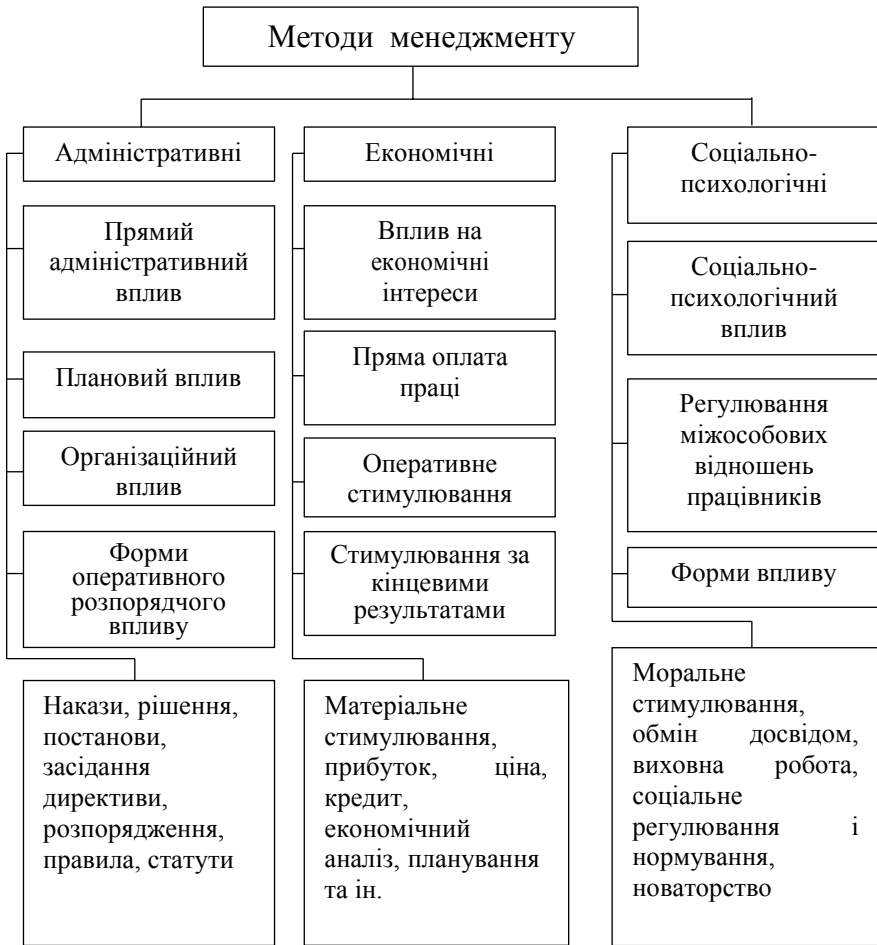 Методи менеджменту
Адміністративні
Прямий
адміністративний
вплив
Плановий вплив
Організаційний
вплив
Форми
оперативного
розпорядчого
впливу
Накази, рішення,
постанови,
засідання
директиви,
розпорядження,
правила, статути
Економічні
Вплив на
економічні
інтереси
Пряма оплата
праці
Оперативне
стимулювання
Стимулювання за
кінцевими
результатами
Матеріальне
стимулювання,
прибуток, ціна,
кредит,
економічний
аналіз, планування
та ін.
Соціально-
психологічні
Соціально-
психологічний
вплив
Регулювання
міжособових
відношень
працівників
Форми впливу
Моральне
стимулювання,
обмін досвідом,
виховна робота,
соціальне
регулювання і
нормування,
новаторство